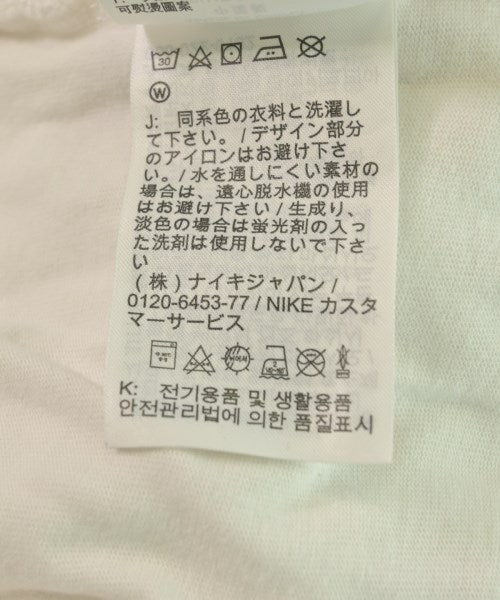 可熨燙圖案
30
W
J: 同系色の衣料と洗濯し
て下さい。/ デザイン部分
のアイロンはお避け下さ
い。/ 水を通しにくい素材の
場合は、遠心脱水機の使用
はお避け下さい / 生成り、
淡色の場合は蛍光剤の入っ
た洗剤は使用しないで下さ
い
(株) ナイキジャパン /
0120-6453-77 / NIKE カスタ
マーサービス
K: 전기용품 및 생활용품
안전관리법에 의한 품질표시